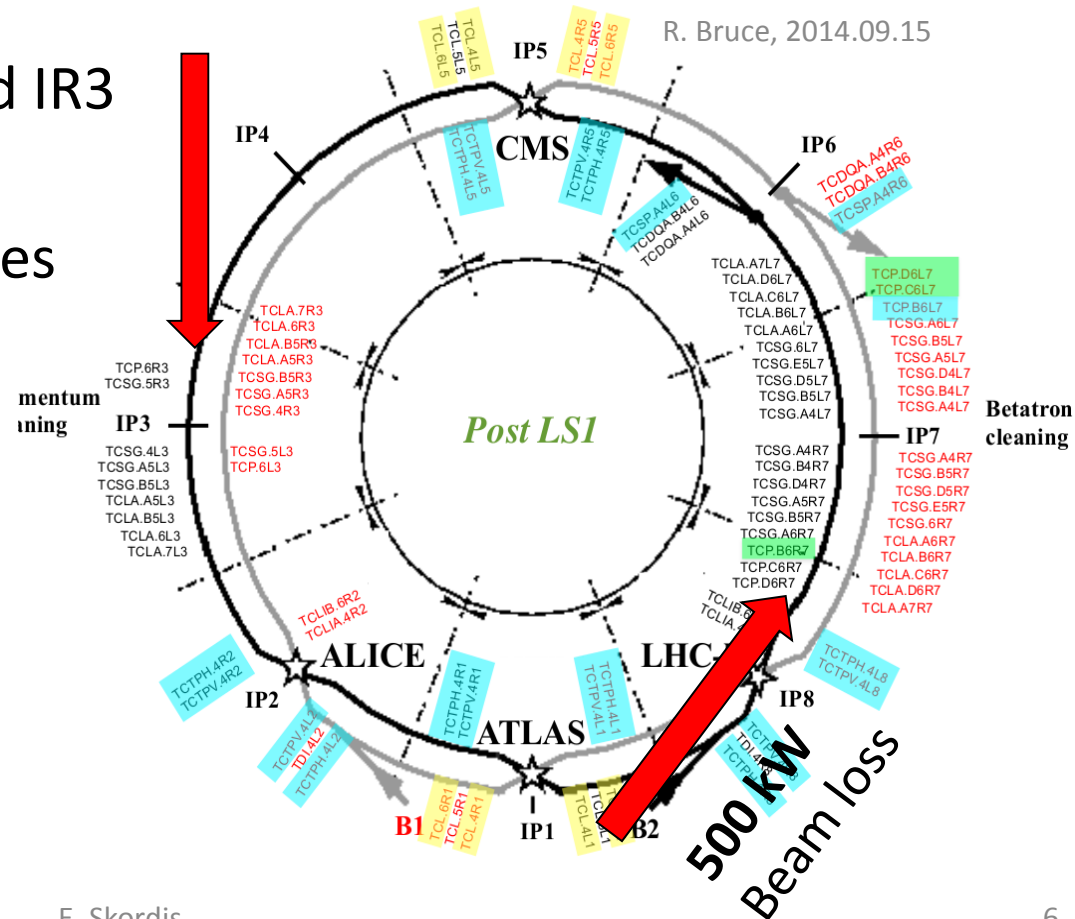 R. Bruce, 2014.09.15
d IR3
es
TCL.6L5
TCL.5L5
TCL.4L5
IP5
TCL.4R5
TCL.5R5
TCL.6R5
IP4
TCTPV.4L5
TCTPH.4L5
CMS
TCTPV.4R5
TCTPH.4R5
IP6
TCDQA.A4R6
TCDQA.B4R6
TCSP.A4R6
TCSP.A4L6
TCDQA.B4L6
TCDQA.A4L6
TCLA.7R3
TCLA.6R3
TCLA.B5R3
TCLA.A5R3
TCSG.B5R3
TCSG.A5R3
TCSG.4R3
TCP.6R3
TCSG.5R3
mentum
aning
IP3
TCSG.4L3
TCSG.A5L3
TCSG.B5L3
TCLA.A5L3
TCLA.B5L3
TCLA.6L3
TCLA.7L3
TCSG.5L3
TCP.6L3
Post LS1
TCLA.A7L7
TCLA.D6L7
TCLA.C6L7
TCLA.B6L7
TCLA.A6L7
TCSG.6L7
TCSG.E5L7
TCSG.D5L7
TCSG.B5L7
TCSG.A4L7
TCSG.A4R7
TCSG.B4R7
TCSG.D4R7
TCSG.A5R7
TCSG.B5R7
TCSG.A6R7
TCP.B6R7
TCP.C6R7
TCP.D6R7
TCP.D6L7
TCP.C6L7
TCP.B6L7
TCSG.A6L7
TCSG.B5L7
TCSG.A5L7
TCSG.D4L7
TCSG.B4L7
TCSG.A4L7
IP7
Betatron
cleaning
TCSG.A4R7
TCSG.B5R7
TCSG.D5R7
TCSG.E5R7
TCSG.6R7
TCLA.A6R7
TCLA.B6R7
TCLA.C6R7
TCLA.D6R7
TCLA.A7R7
TCLIB.6R2
TCLIA.4R2
ALICE
TCTPH.4R2
TCTPV.4R2
IP2
TCTPV.4L2
TDI.4L2
TCTPH.4L2
TCTPH.4R1
TCTPV.4R1
ATLAS
TCTPH.4L1
TCTPV.4L1
TCLIB.6
TCLIA.4
LHC-
IP8
TCTPH.4L8
TCTPV.4L8
B1
TCL.6R1
TCL.5R1
TCL.4R1
IP1
TCL.4L1
B2
500 kW
Beam loss
E. Skordis
6